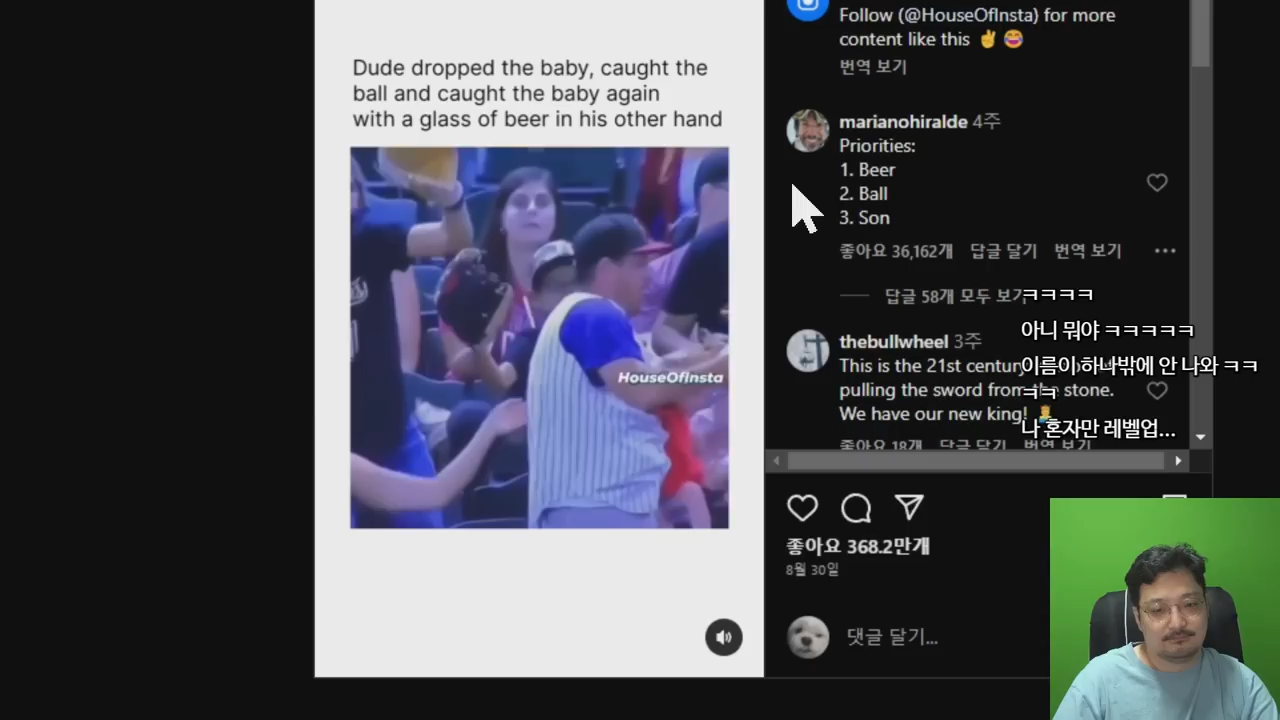 Dude dropped the baby, caught the
ball and caught the baby again
with a glass of beer in his other hand
HouseOfInsta
Follow (@HouseOfInsta) for more
content like this ✌️😂
번역 보기
marianohiralde 4주
Priorities:
1. Beer
2. Ball
3. Son
좋아요 36,162개 답글 달기 번역 보기
답글 58개 모두 보기
thebullwheel 3주
This is the 21st century
pulling the sword from the stone.
We have our new king!
좋아요 18개 답글 달기 번역 보기
좋아요 368.2만개
8월 30일
댓글 달기...
ㅋㅋㅋㅋ
아니 뭐야 ㅋㅋㅋㅋㅋ
이름이 하나밖에 안 나와 ㅋㅋ
ㅋㅋ
나 혼자만 레벨업...